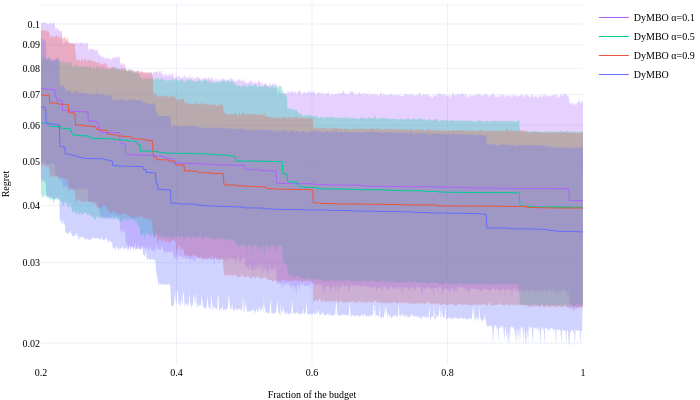 0.1
0.09
0.08
0.07
0.06
0.05
0.04
0.03
0.02
Regret
0.2
0.4
0.6
0.8
1
Fraction of the budget
DyMBO α=0.1
DyMBO α=0.5
DyMBO α=0.9
DyMBO